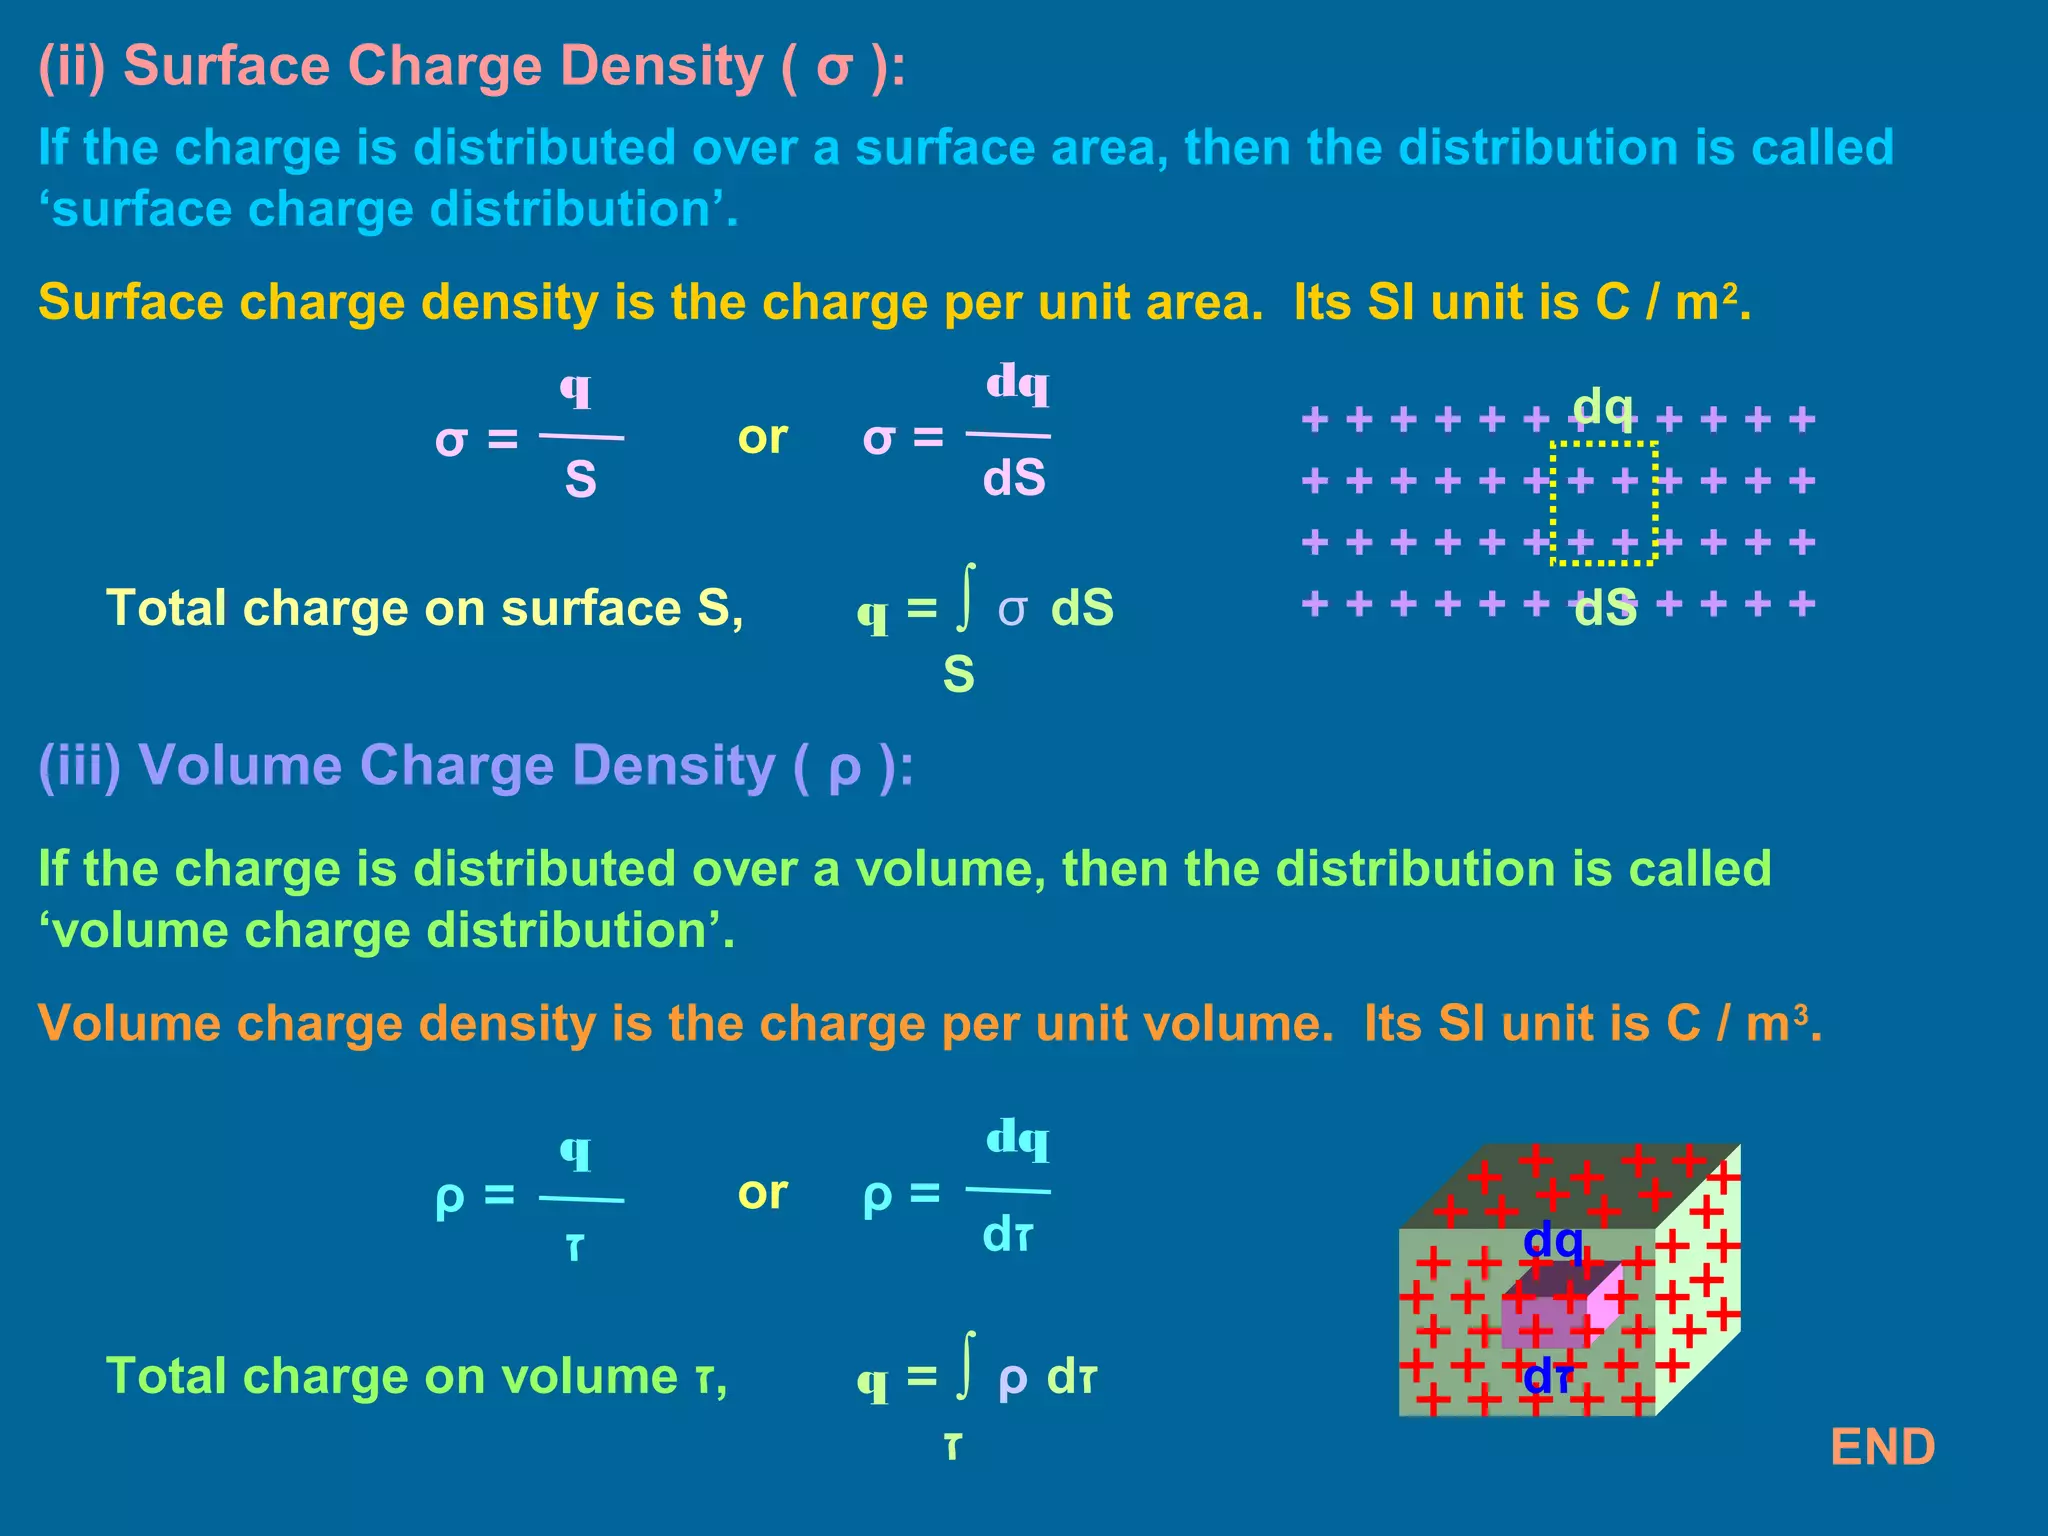 (ii) Surface Charge Density ( σ ):
If the charge is distributed over a surface area, then the distribution is called
‘surface charge distribution’.
Surface charge density is the charge per unit area.  Its SI unit is C / m².
σ = q / S or σ = dq / dS
dq
+ + + + + + + + + + + +
+ + + + + + + + + + + +
+ + + + + + + + + + + +
+ + + + + + + + + + + +
dS
Total charge on surface S, q = ∫ σ dS
S
(iii) Volume Charge Density ( ρ ):
If the charge is distributed over a volume, then the distribution is called
‘volume charge distribution’.
Volume charge density is the charge per unit volume.  Its SI unit is C / m³.
ρ = q / זּ or ρ = dq / dז
dq
dז
Total charge on volume ז, q = ∫ ρ dז
ז
END